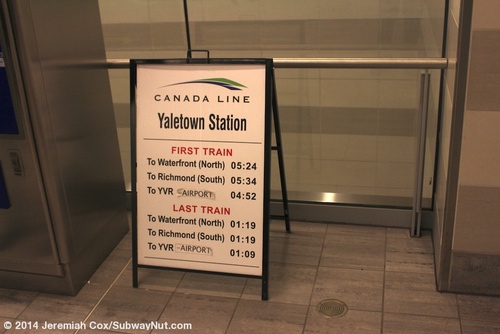 CANADA LINE
Yaletown Station
FIRST TRAIN
To Waterfront (North) 05:24
To Richmond (South) 05:34
To YVR AIRPORT 04:52
LAST TRAIN
To Waterfront (North) 01:19
To Richmond (South) 01:19
To YVR -AIRPORT 01:09
© 2014 Jeremiah Cox/SubwayNut.com